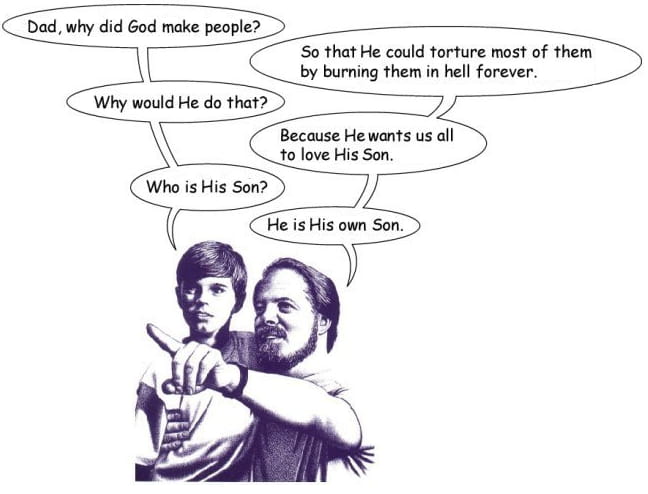 Dad, why did God make people?
So that He could torture most of them
by burning them in hell forever.
Why would He do that?
Because He wants us all
to love His Son.
Who is His Son?
He is His own Son.